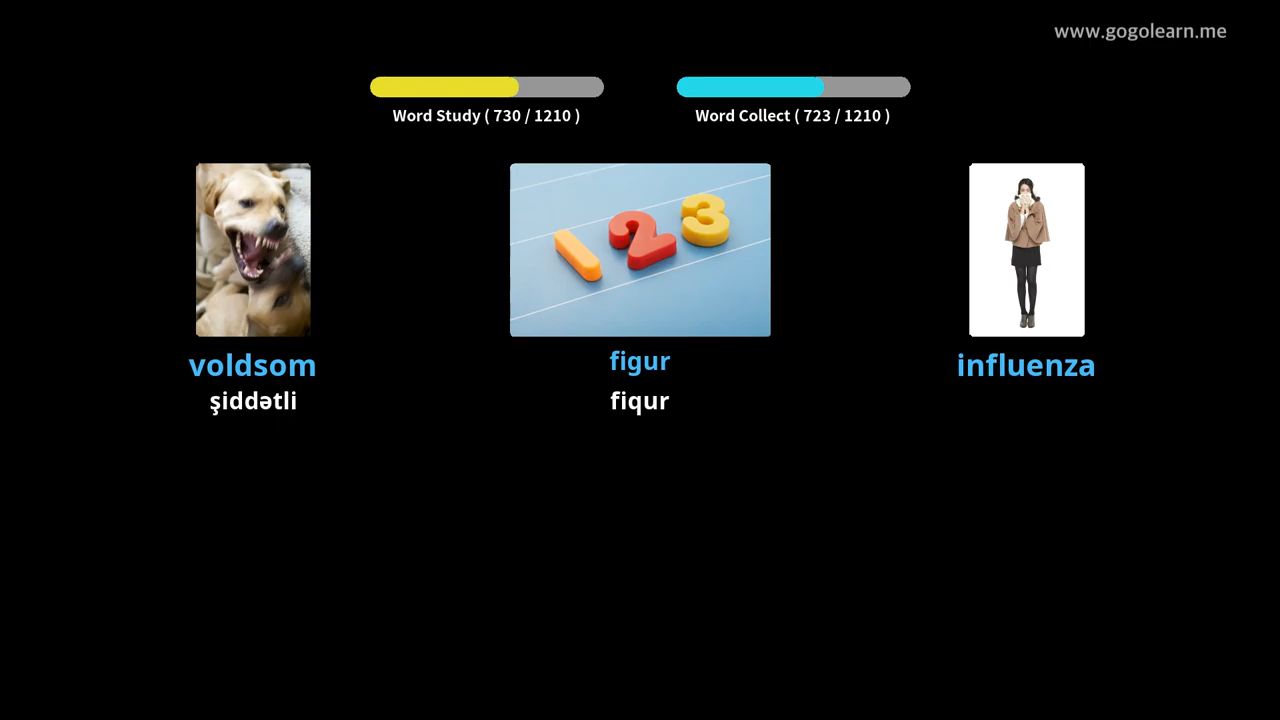 www.gogolearn.me
Word Study ( 730 / 1210 )
Word Collect ( 723 / 1210 )
voldsom
şiddətli
figur
fiqur
influenza